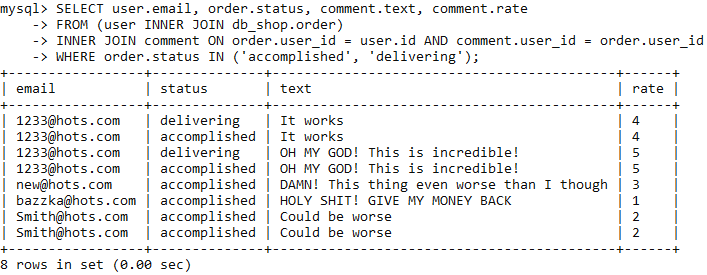 mysql> SELECT user.email, order.status, comment.text, comment.rate
-> FROM (user INNER JOIN db_shop.order)
-> INNER JOIN comment ON order.user_id = user.id AND comment.user_id = order.user_id
-> WHERE order.status IN ('accomplished', 'delivering');
+----------------+--------------+-------------------------------------------+------+
| email | status | text | rate |
+----------------+--------------+-------------------------------------------+------+
| 1233@hots.com | delivering | It works | 4 |
| 1233@hots.com | accomplished | It works | 4 |
| 1233@hots.com | delivering | OH MY GOD! This is incredible! | 5 |
| 1233@hots.com | accomplished | OH MY GOD! This is incredible! | 5 |
| new@hots.com | accomplished | DAMN! This thing even worse than I though | 3 |
| bazzka@hots.com | accomplished | HOLY SHIT! GIVE MY MONEY BACK | 1 |
| Smith@hots.com | accomplished | Could be worse | 2 |
| Smith@hots.com | accomplished | Could be worse | 2 |
+----------------+--------------+-------------------------------------------+------+
8 rows in set (0.00 sec)